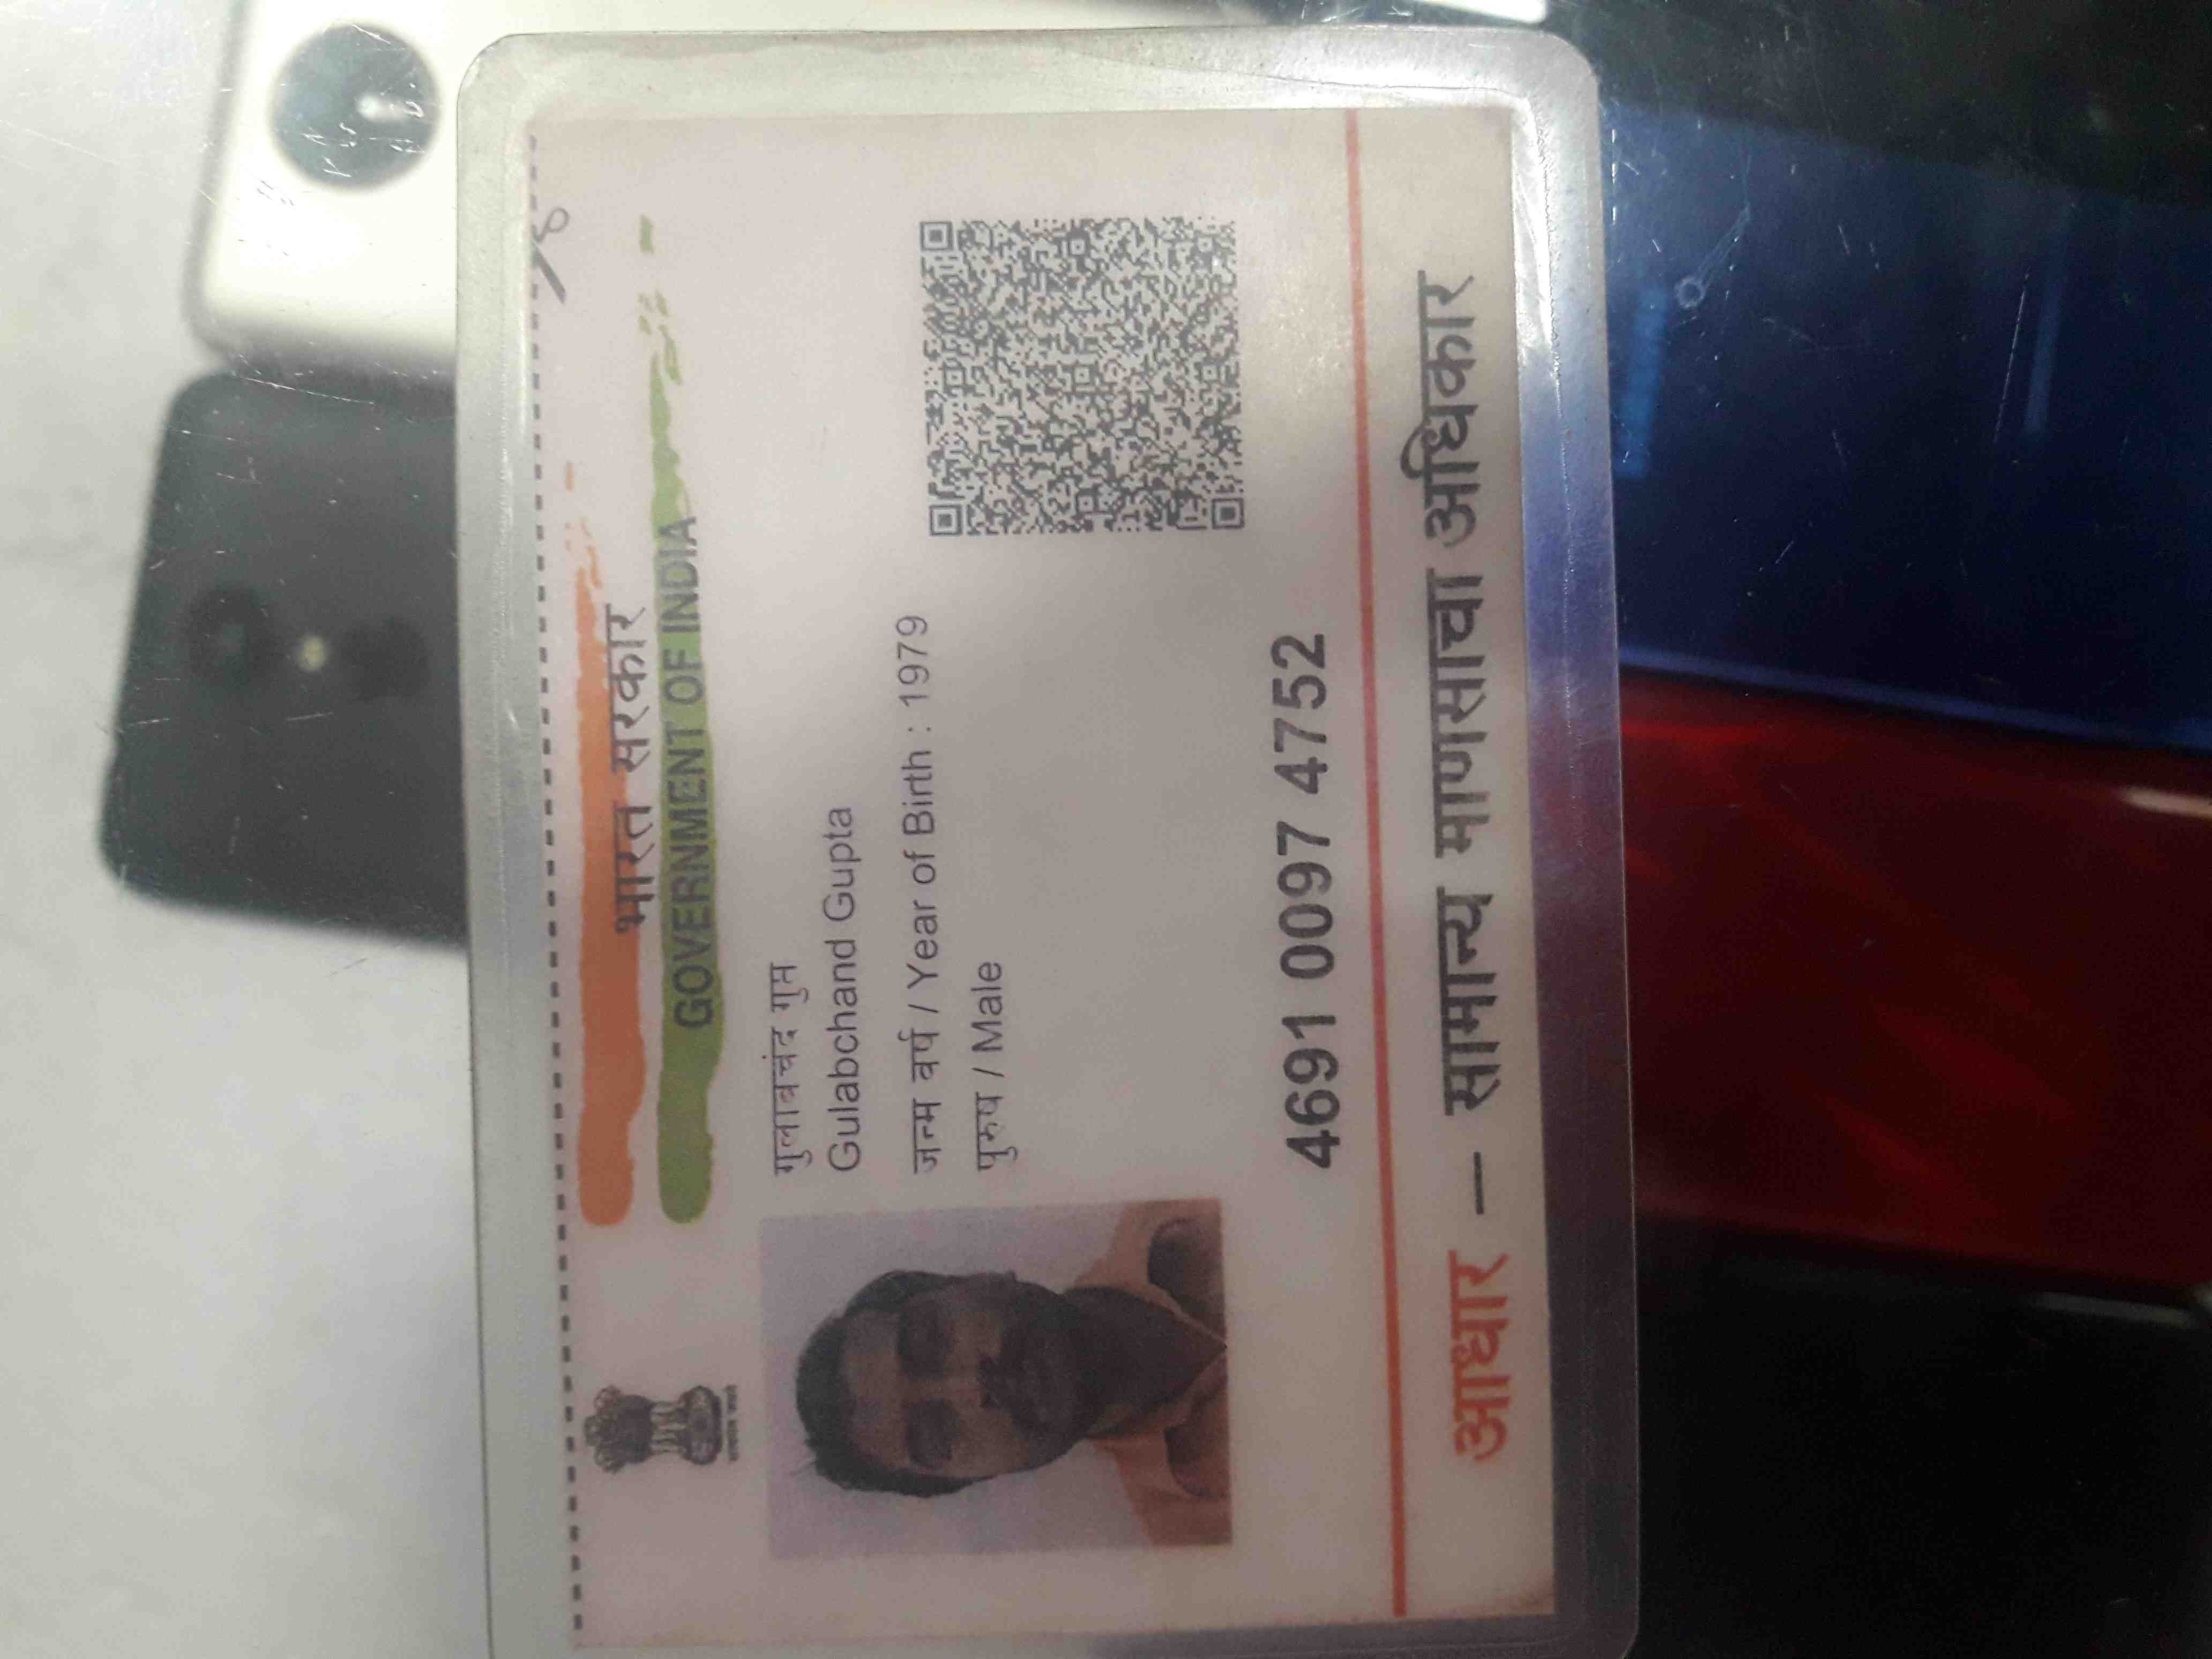 भारत सरकार
GOVERNMENT OF INDIA
गुलाबचंद गुप्त
Gulabchand Gupta
जन्म वर्ष / Year of Birth : 1979
पुरुष / Male
4691 0097 4752
आधार — सामान्य माणसाचा अधिकार